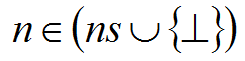 n ∈ (ns ∪ {⊥})